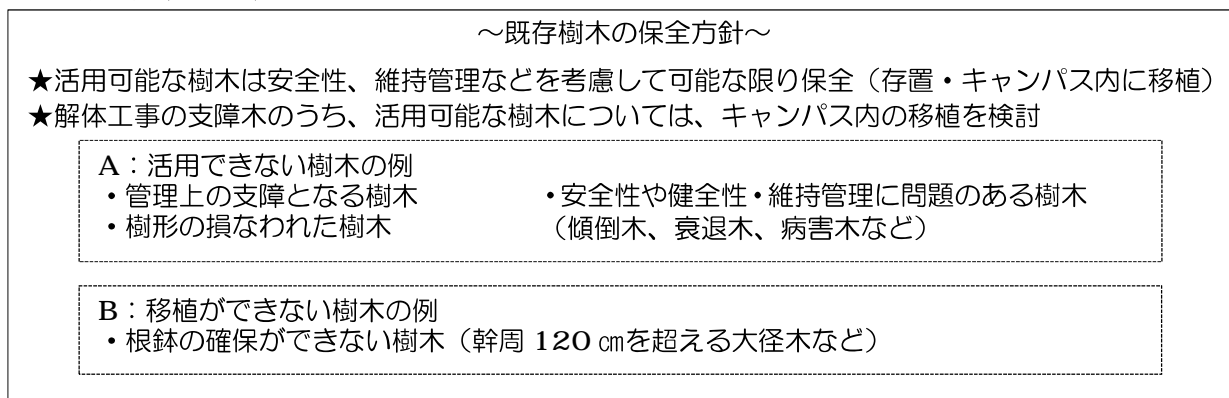 ～既存樹木の保全方針～
★活用可能な樹木は安全性、維持管理などを考慮して可能な限り保全（存置・キャンパス内に移植）
★解体工事の支障木のうち、活用可能な樹木については、キャンパス内の移植を検討
A：活用できない樹木の例
・管理上の支障となる樹木　・安全性や健全性・維持管理に問題のある樹木
・樹形の損なわれた樹木　（傾倒木、衰退木、病害木など）
B：移植ができない樹木の例
・根鉢の確保ができない樹木（幹周 120 ㎝を超える大径木など）